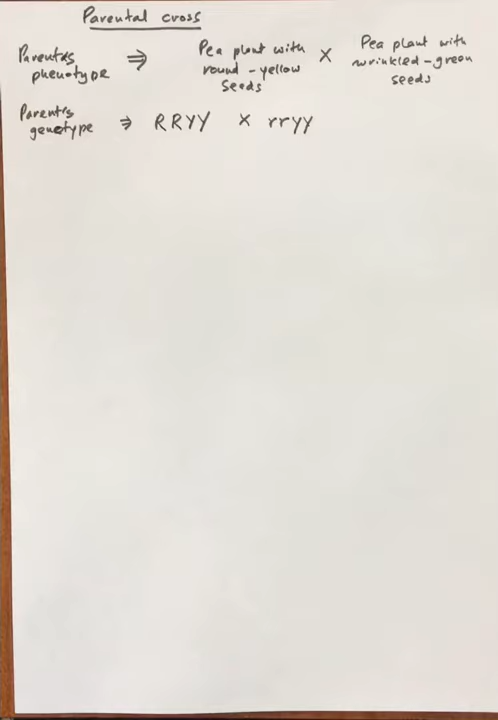 Parental cross
Parent's phenotype ⇒ Pea plant with round - yellow seeds × Pea plant with wrinkled - green seeds
Parent's genotype ⇒ RRYY × rryy